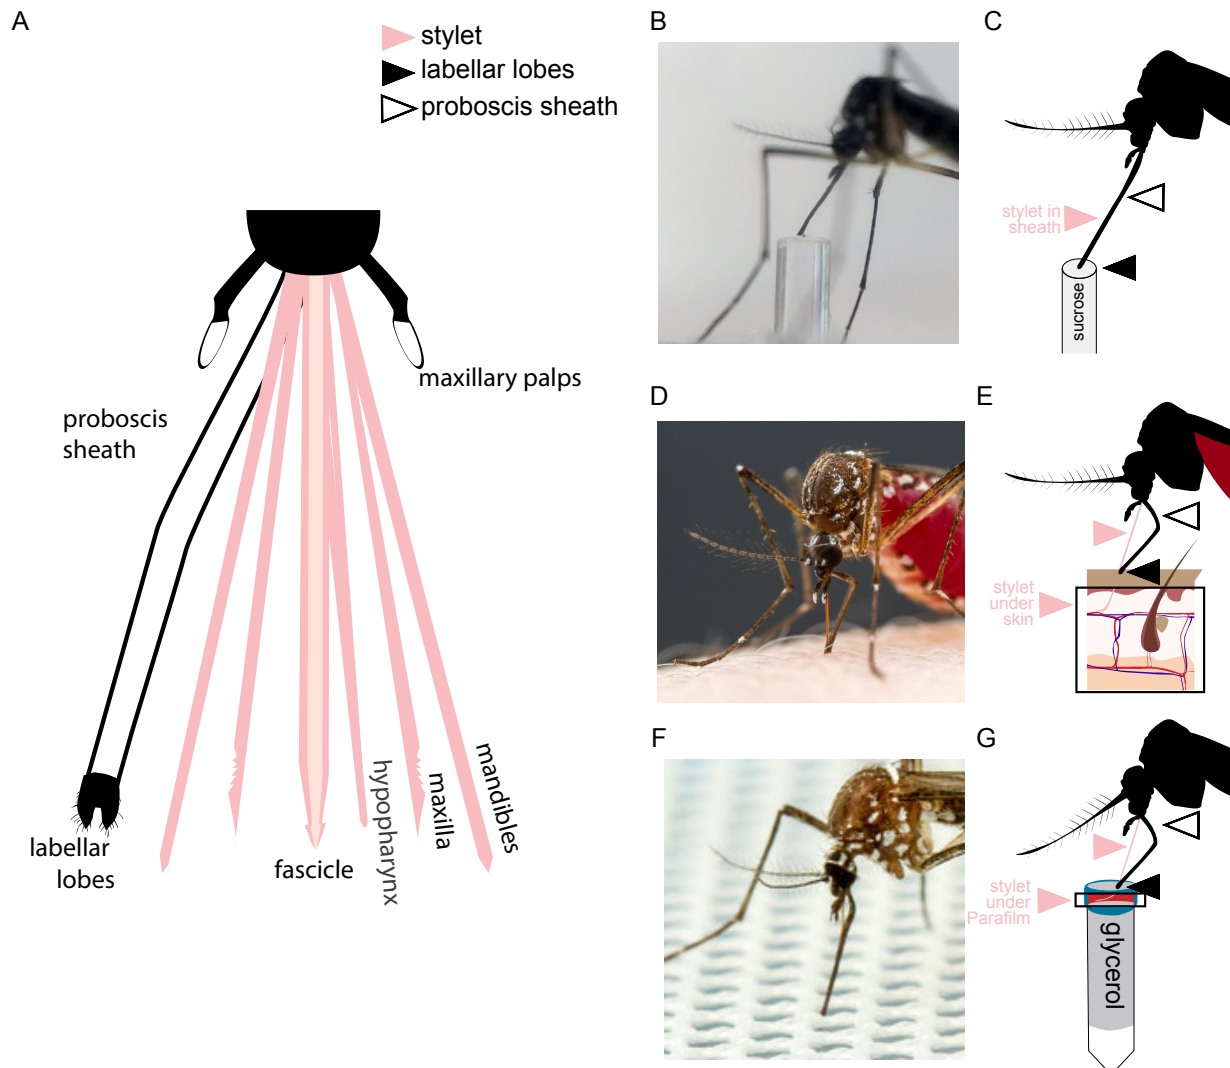 A
stylet
labellar lobes
proboscis sheath
maxillary palps
proboscis
sheath
labellar
lobes
fascicle
hypopharynx
maxilla
mandibles
B
C
stylet in
sheath
sucrose
D
E
stylet
under
skin
F
G
stylet
under
Parafilm
glycerol